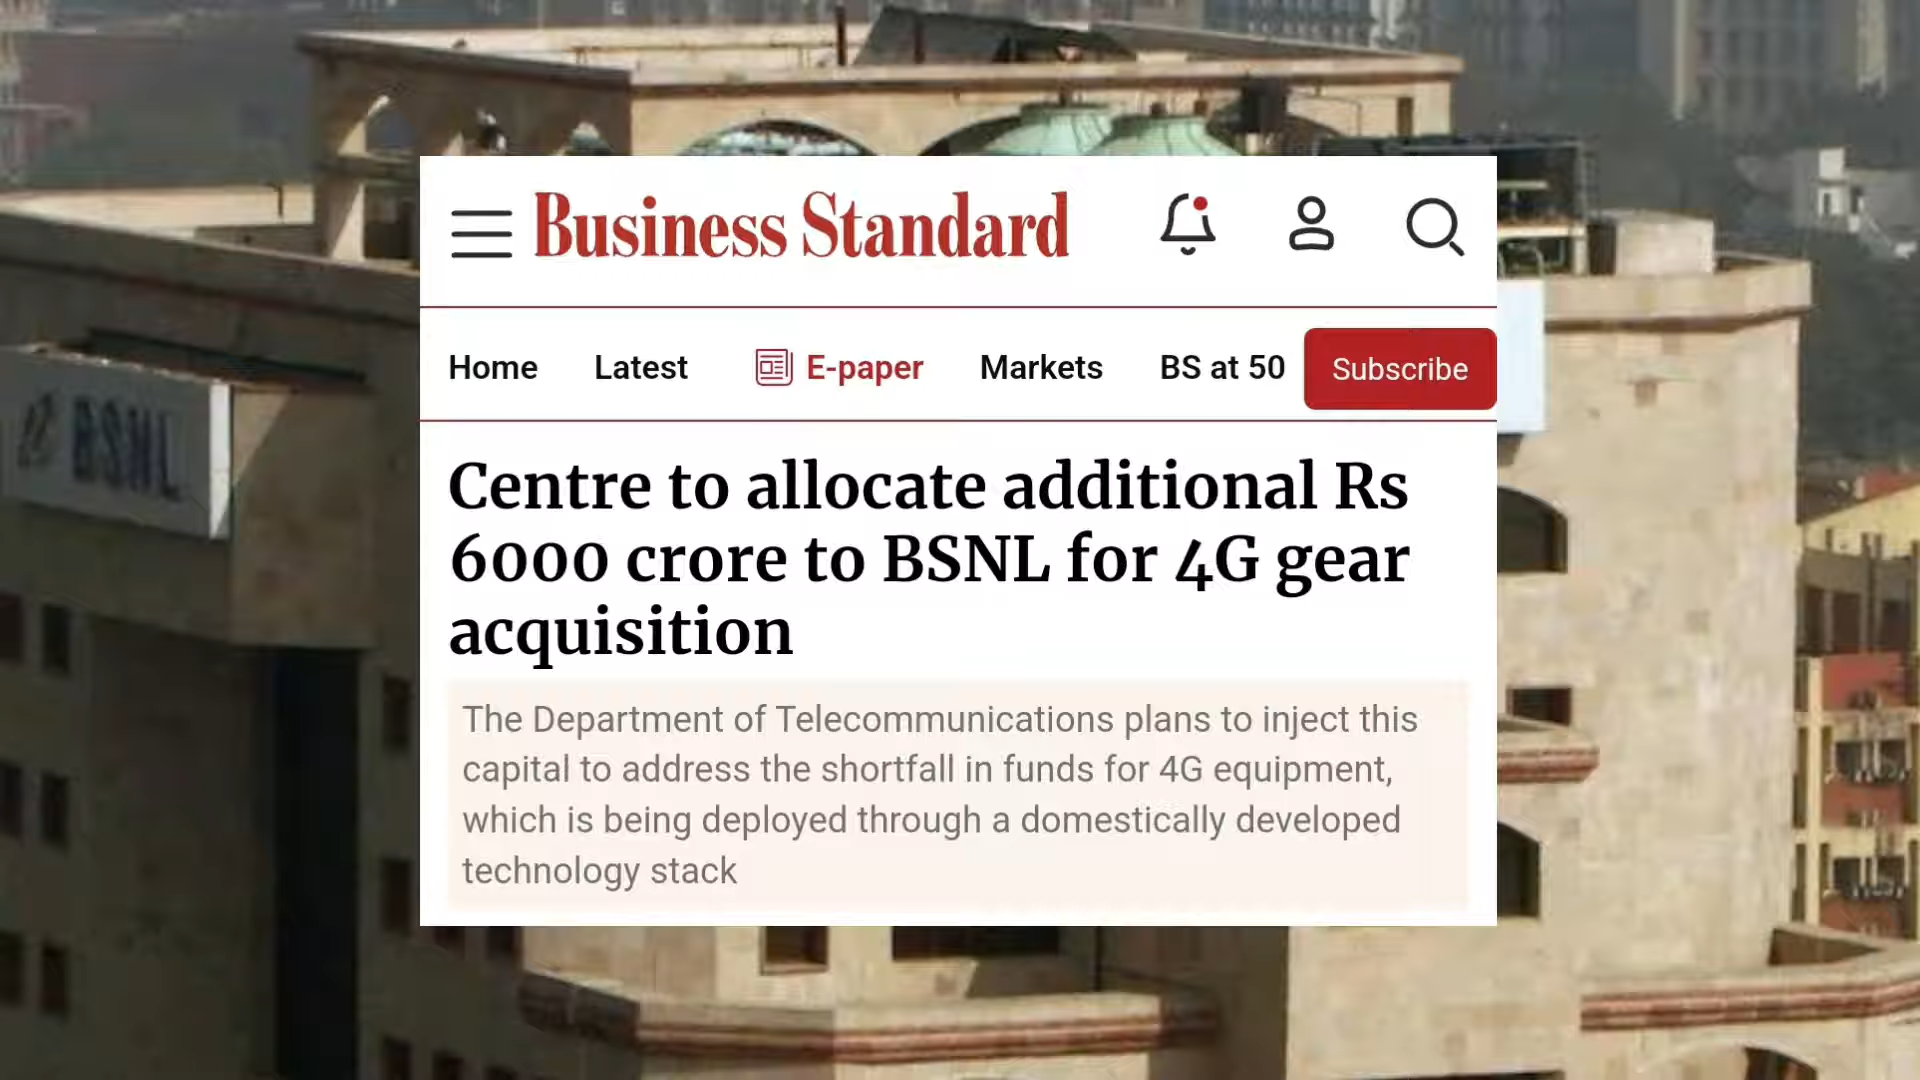 Business Standard
Home Latest E-paper Markets BS at 50 Subscribe
Centre to allocate additional Rs
6000 crore to BSNL for 4G gear
acquisition
The Department of Telecommunications plans to inject this
capital to address the shortfall in funds for 4G equipment,
which is being deployed through a domestically developed
technology stack
BSNL